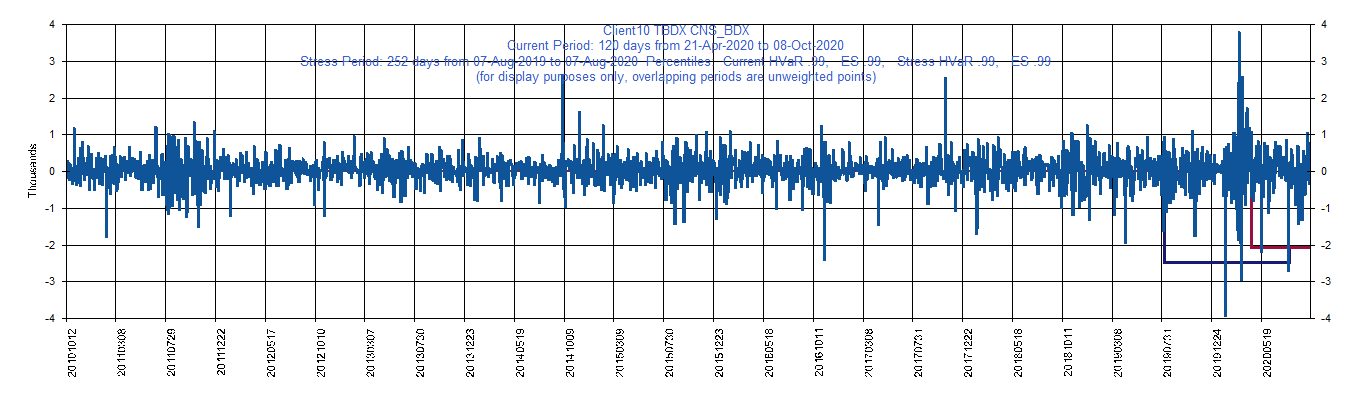 Client10 TBDX CNS_BDX
Current Period: 120 days from 21-Apr-2020 to 08-Oct-2020
Stress Period: 252 days from 07-Aug-2019 to 07-Aug-2020 Percentiles: Current HVaR .99, ES .99, Stress HVaR .99, ES .99
(for display purposes only, overlapping periods are unweighted points)
4 4
3 3
2 2
1 1
0 0
-1 -1
-2 -2
-3 -3
-4 -4
Thousands
20101012 20110308 20110729 20111222 20120517 20121010 20130307 20130730 20131223 20140519 20141009 20150309 20150730 20151223 20160518 20161011 20170308 20170731 20171222 20180518 20181011 20190308 20190731 20191224 20200519